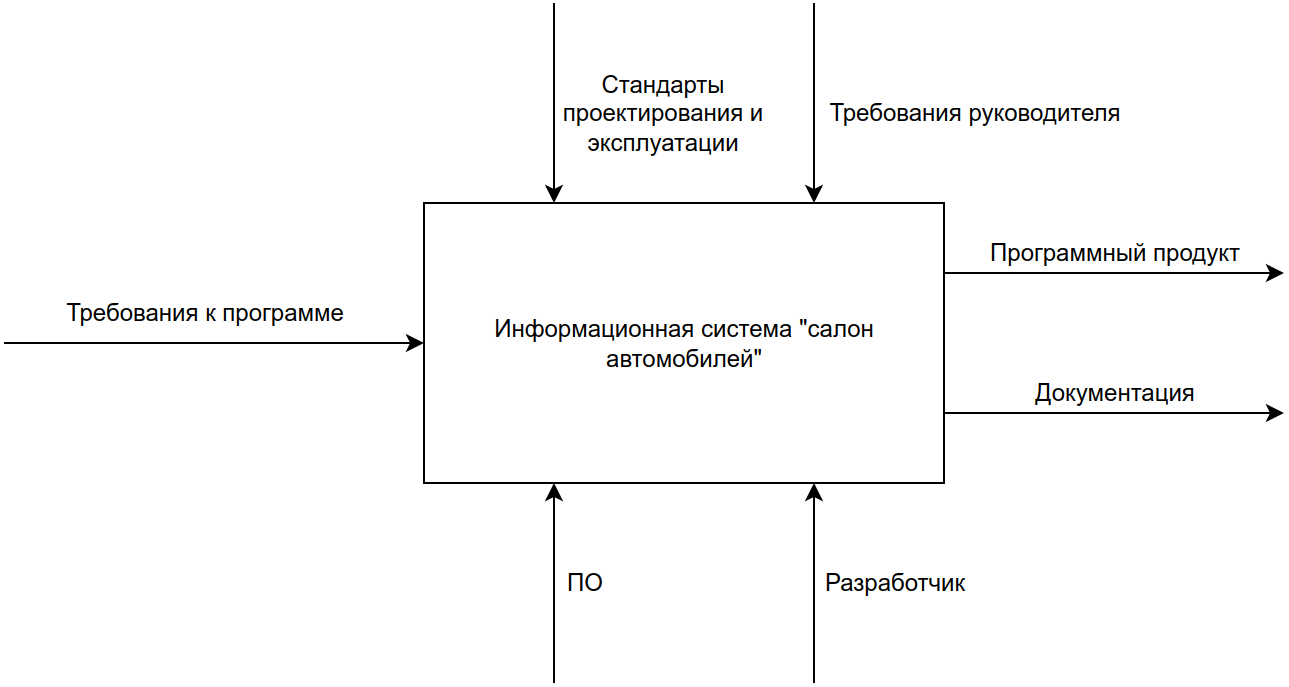 Стандарты
проектирования и
эксплуатации
Требования руководителя
Программный продукт
Требования к программе
Информационная система "салон
автомобилей"
Документация
ПО
Разработчик